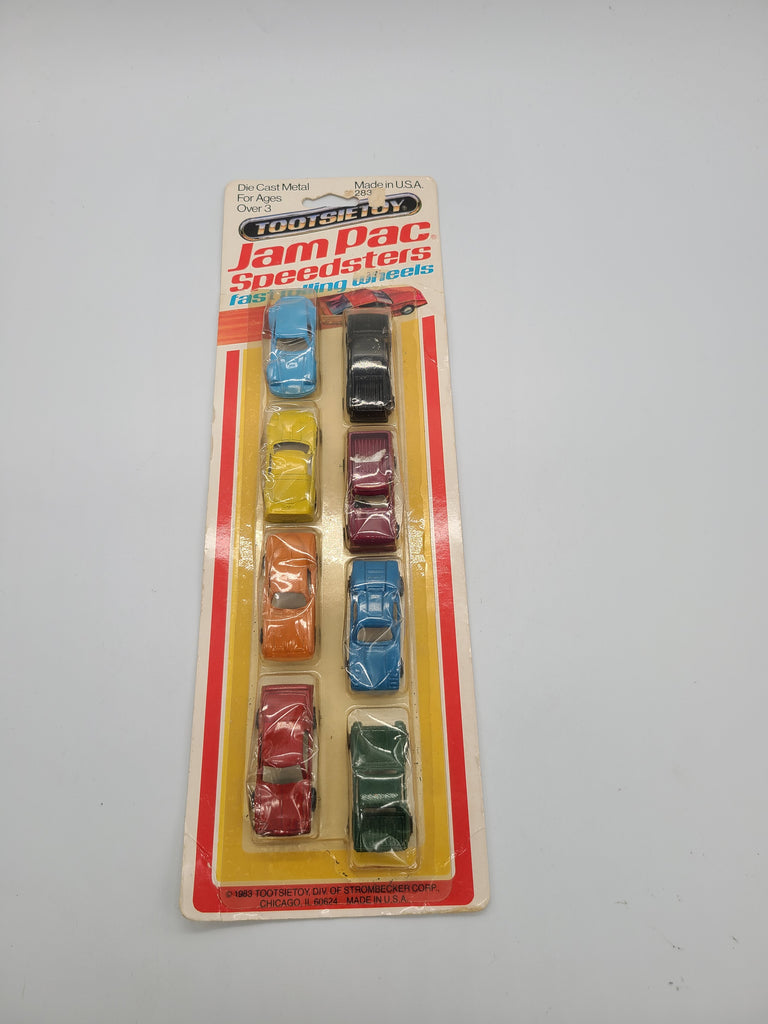 Die Cast Metal
For Ages
Over 3
Made in U.S.A.
TOOTSIETOY
Jam Pac
Speedsters
wheels
© 1983 TOOTSIETOY, DIV. OF STROMBECKER CORP.
CHICAGO, IL 60624 MADE IN U.S.A.